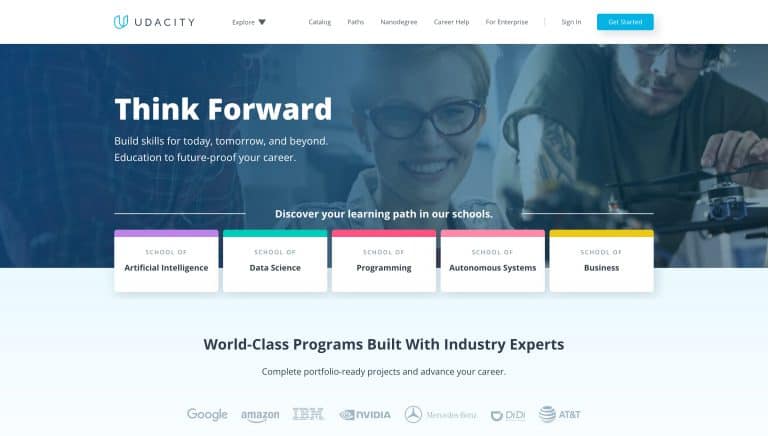 UDACITY
Explore
Catalog
Paths
Nanodegree
Career Help
For Enterprise
Sign In
Get Started
Think Forward
Build skills for today, tomorrow, and beyond.
Education to future-proof your career.
Discover your learning path in our schools.
SCHOOL OF
Artificial Intelligence
SCHOOL OF
Data Science
SCHOOL OF
Programming
SCHOOL OF
Autonomous Systems
SCHOOL OF
Business
World-Class Programs Built With Industry Experts
Complete portfolio-ready projects and advance your career.
Google
amazon
IBM
NVIDIA
Mercedes-Benz
DiDi
AT&T